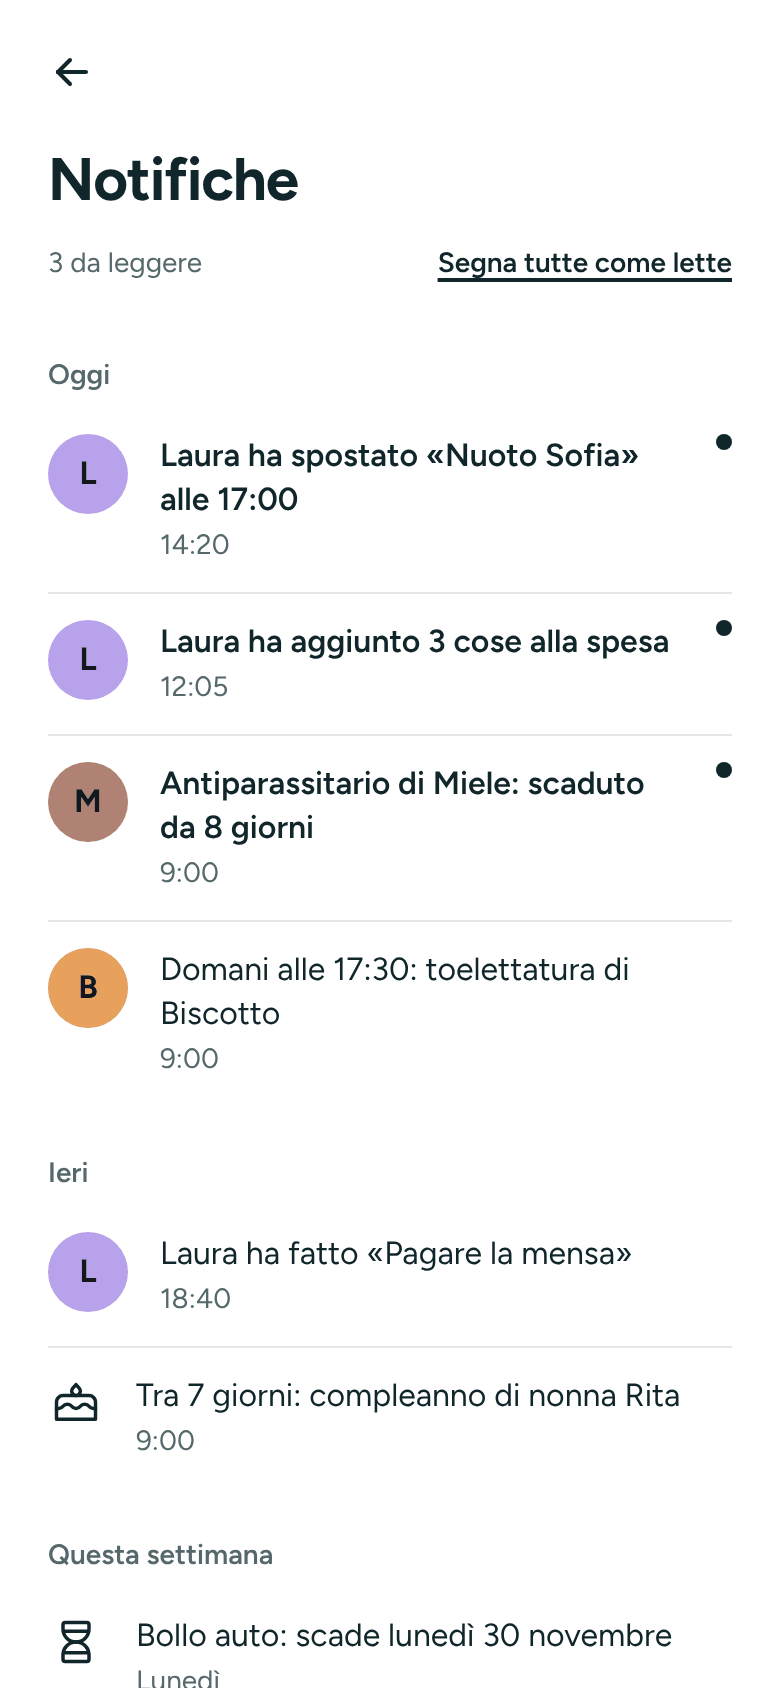 Notifiche
3 da leggere
Segna tutte come lette
Oggi
L
Laura ha spostato «Nuoto Sofia»
alle 17:00
14:20
L
Laura ha aggiunto 3 cose alla spesa
12:05
M
Antiparassitario di Miele: scaduto
da 8 giorni
9:00
B
Domani alle 17:30: toelettatura di
Biscotto
9:00
Ieri
L
Laura ha fatto «Pagare la mensa»
18:40
Tra 7 giorni: compleanno di nonna Rita
9:00
Questa settimana
Bollo auto: scade lunedì 30 novembre
Lunedì